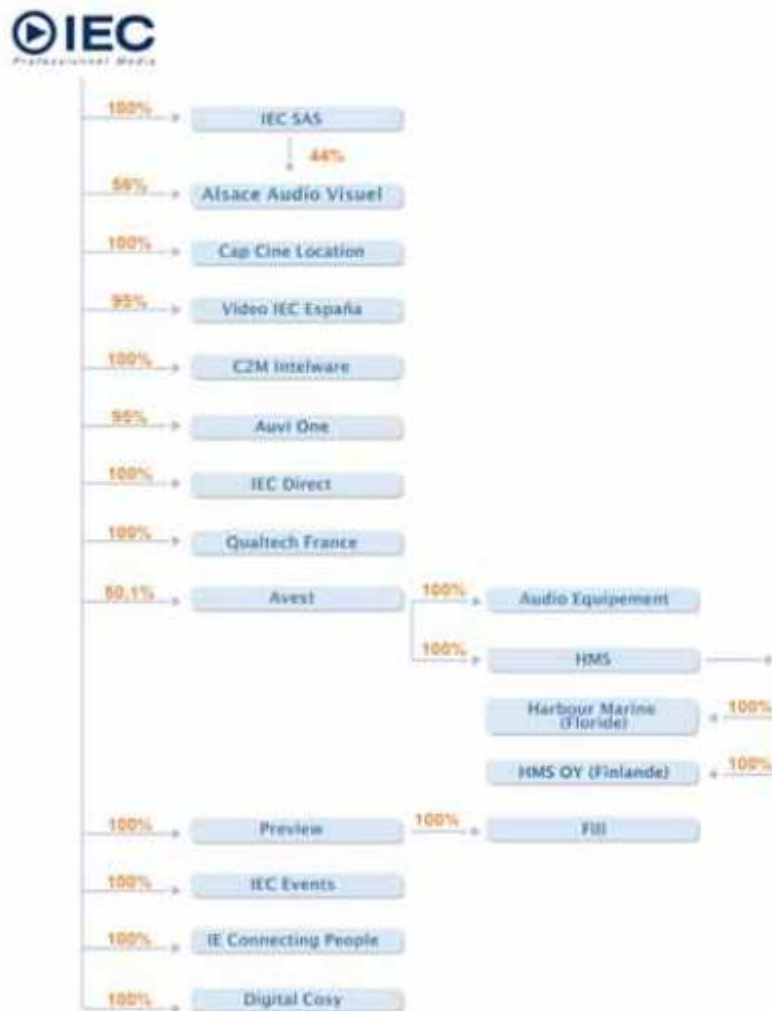 IEC
Professionnel Media
100%
IEC SAS
44%
56%
Alsace Audio Visuel
100%
Cap Cine Location
95%
Video IEC España
100%
C2M Intelware
95%
Auvi One
100%
IEC Direct
100%
Qualtech France
50,1%
Avest
100%
Audio Equipement
100%
HMS
Harbour Marine
(Floride)
100%
HMS OY (Finlande)
100%
100%
Preview
100%
Fill
100%
IEC Events
100%
IE Connecting People
100%
Digital Cosy